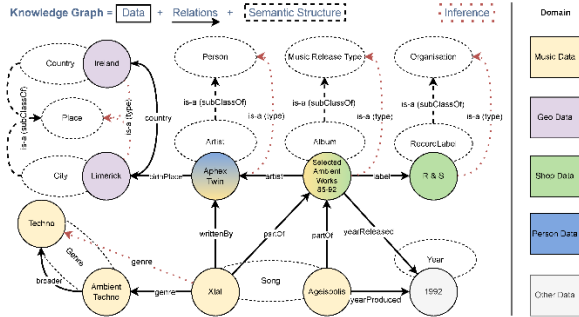 Knowledge Graph = Data + Relations + Semantic Structure
Inference
Domain
Country
Ireland
Person
Music Release Type
Organisation
Music Data
is-a (subClassOf)
Place
is-a (type)
country
is-a (subClassOf)
is-a (type)
is-a (subClassOf)
is-a (type)
is-a (subClassOf)
is-a (type)
Geo Data
Artist
Album
RecordLabel
City
Limerick
birthPlace
Aphex Twin
artist
Selected Ambient Works 85-92
label
R & S
Shop Data
Techno
Genre
genre
writtenBy
partOf
partOf
yearReleased
Year
Person Data
broader
Ambient Techno
genre
Xtal
Song
Ageispolis
yearProduced
1992
Other Data